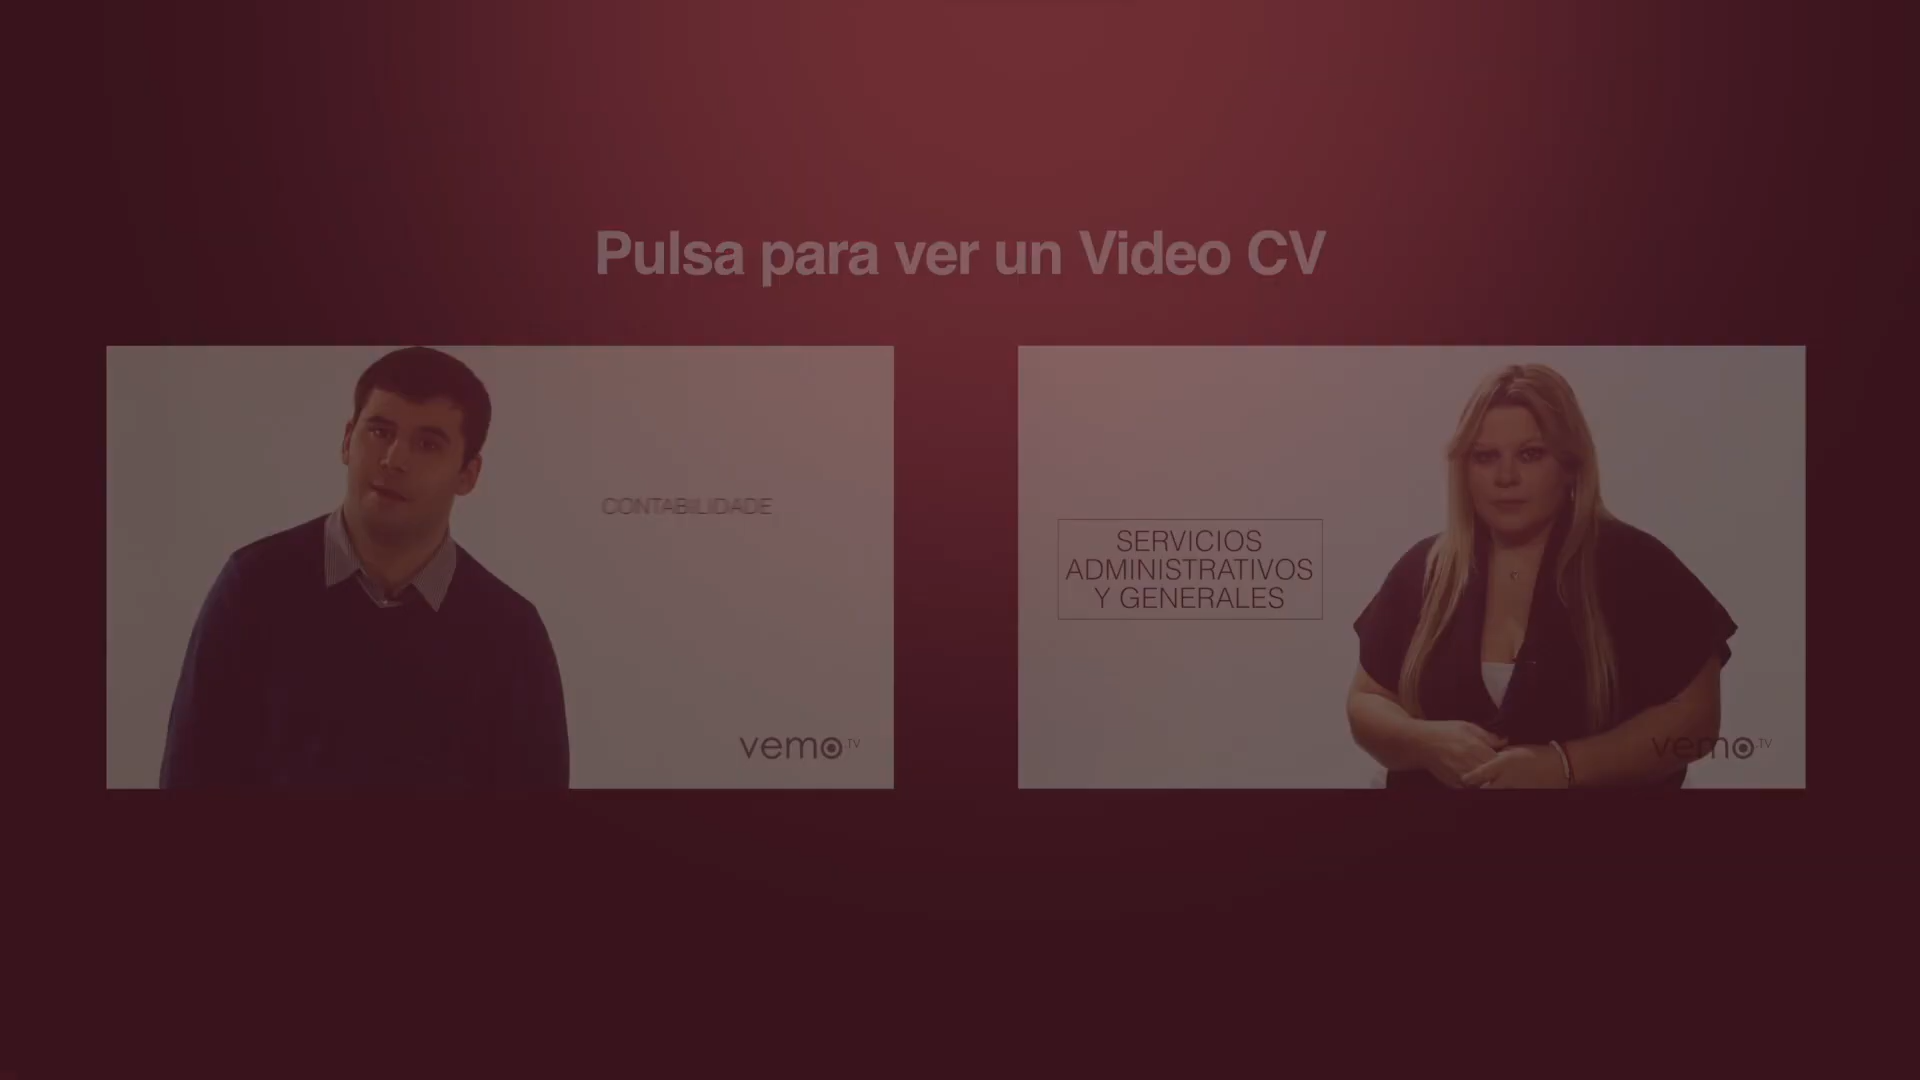 Pulsa para ver un Video CV
CONTABILIDADE
vemo.TV
SERVICIOS
ADMINISTRATIVOS
Y GENERALES
vemo.TV